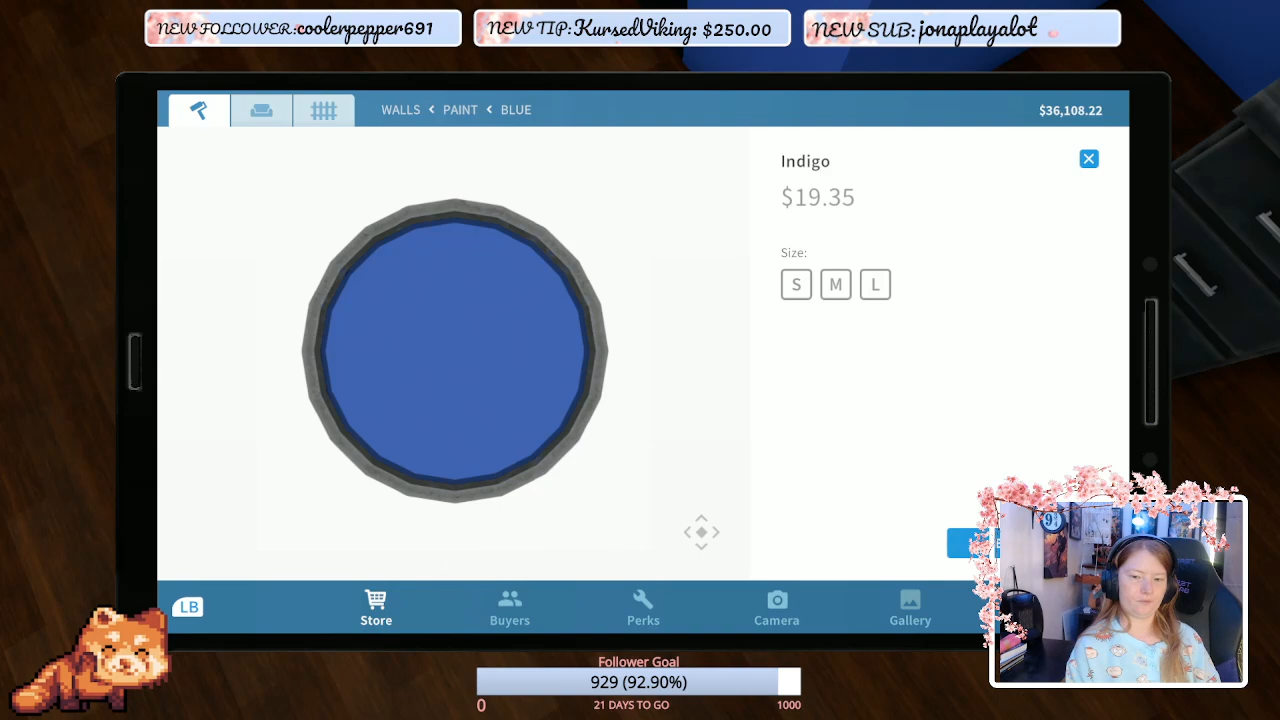 NEW FOLLOWER: coolerpepper691
NEW TIP: KursedViking: $250.00
NEW SUB: jonaplayalot
WALLS < PAINT < BLUE
$36,108.22
Indigo
$19.35
Size:
S M L
LB
Store
Buyers
Perks
Camera
Gallery
Follower Goal
929 (92.90%)
0
21 DAYS TO GO
1000